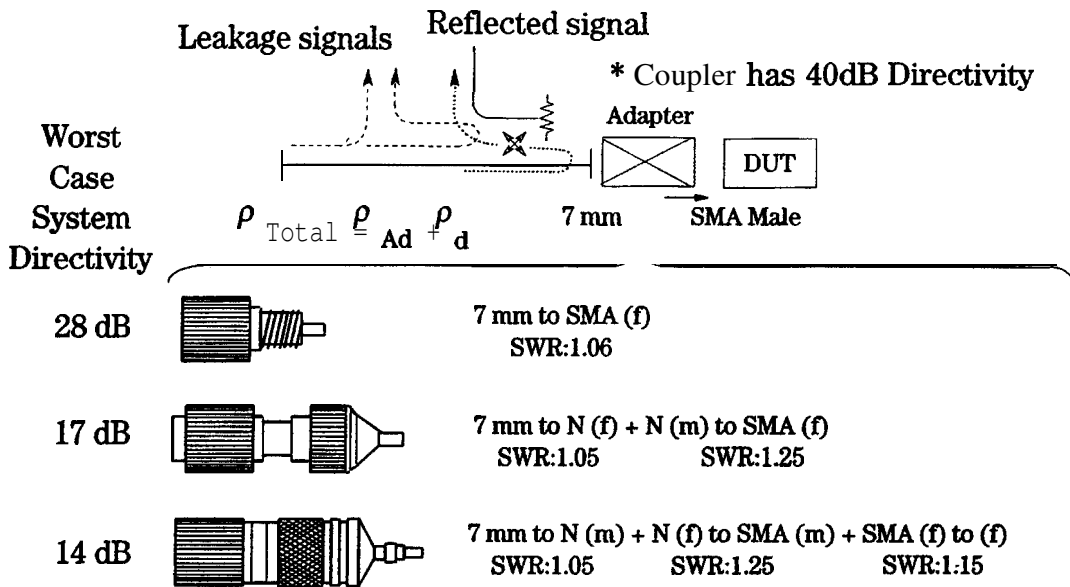 Leakage signals
Reflected signal
* Coupler has 40dB Directivity
Adapter
DUT
7 mm
SMA Male
Worst
Case
System
Directivity
ρ Total = ρ Ad + ρ d
28 dB
7 mm to SMA (f)
SWR:1.06
17 dB
7 mm to N (f) + N (m) to SMA (f)
SWR:1.05 SWR:1.25
14 dB
7 mm to N (m) + N (f) to SMA (m) + SMA (f) to (f)
SWR:1.05 SWR:1.25 SWR:1.15